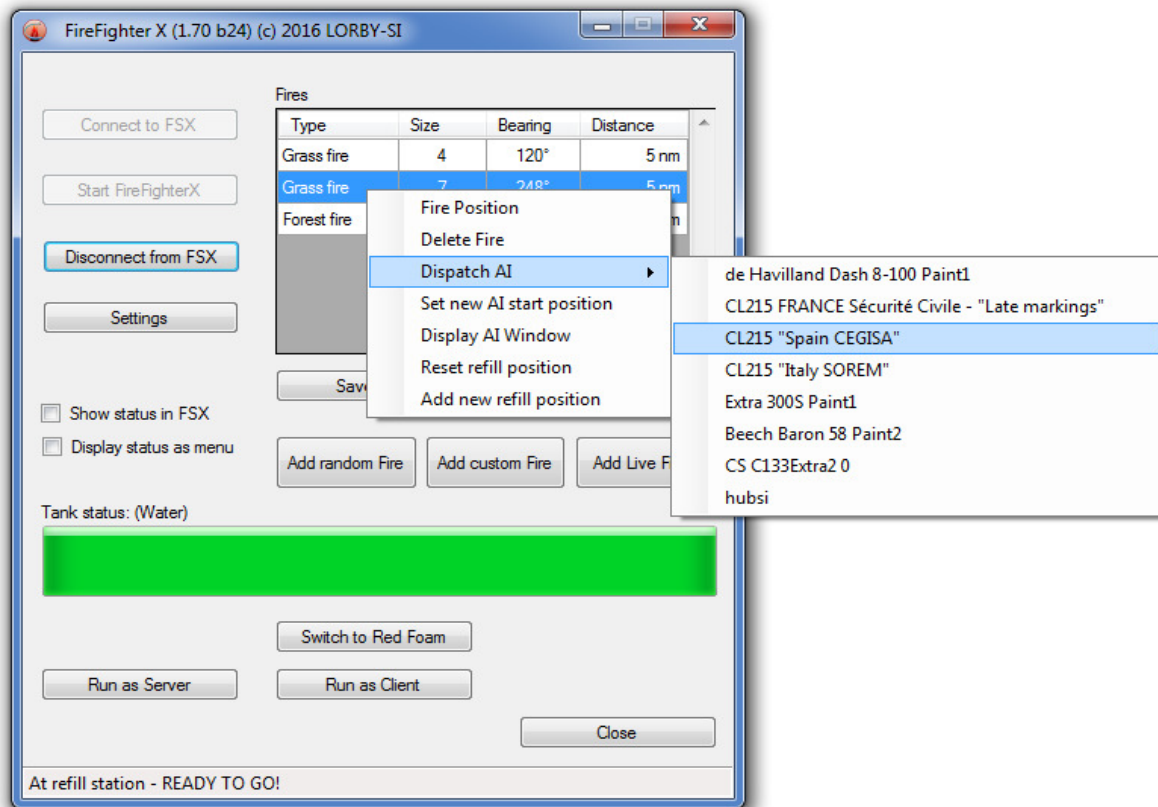 FireFighter X (1.70 b24) (c) 2016 LORBY-SI
Fires
Connect to FSX
Start FireFighterX
Disconnect from FSX
Settings
Type Size Bearing Distance
Grass fire 4 120° 5 nm
Grass fire 7 248° 5 nm
Forest fire
Fire Position
Delete Fire
Dispatch AI
Set new AI start position
Display AI Window
Reset refill position
Add new refill position
de Havilland Dash 8-100 Paint1
CL215 FRANCE Sécurité Civile - "Late markings"
CL215 "Spain CEGISA"
CL215 "Italy SOREM"
Extra 300S Paint1
Beech Baron 58 Paint2
CS C133Extra2 0
hubsi
Show status in FSX
Display status as menu
Add random Fire
Add custom Fire
Add Live
Tank status: (Water)
Switch to Red Foam
Run as Server
Run as Client
Close
At refill station - READY TO GO!